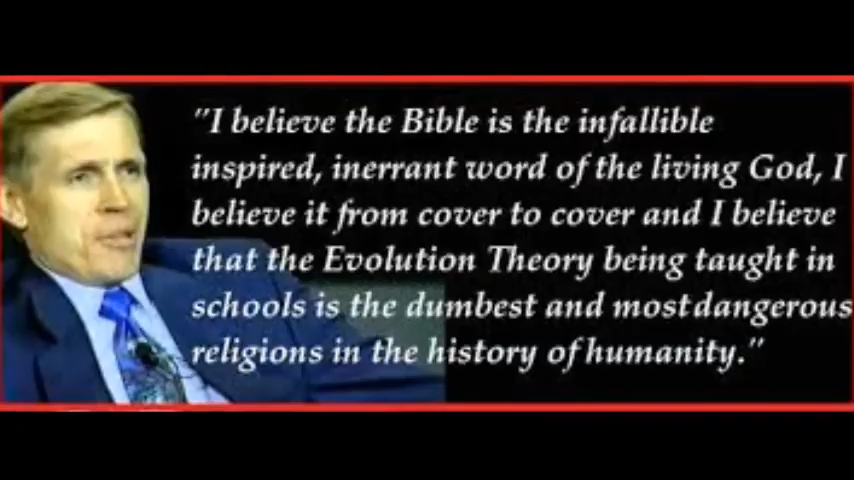 "I believe the Bible is the infallible
inspired, inerrant word of the living God, I
believe it from cover to cover and I believe
that the Evolution Theory being taught in
schools is the dumbest and most dangerous
religions in the history of humanity."